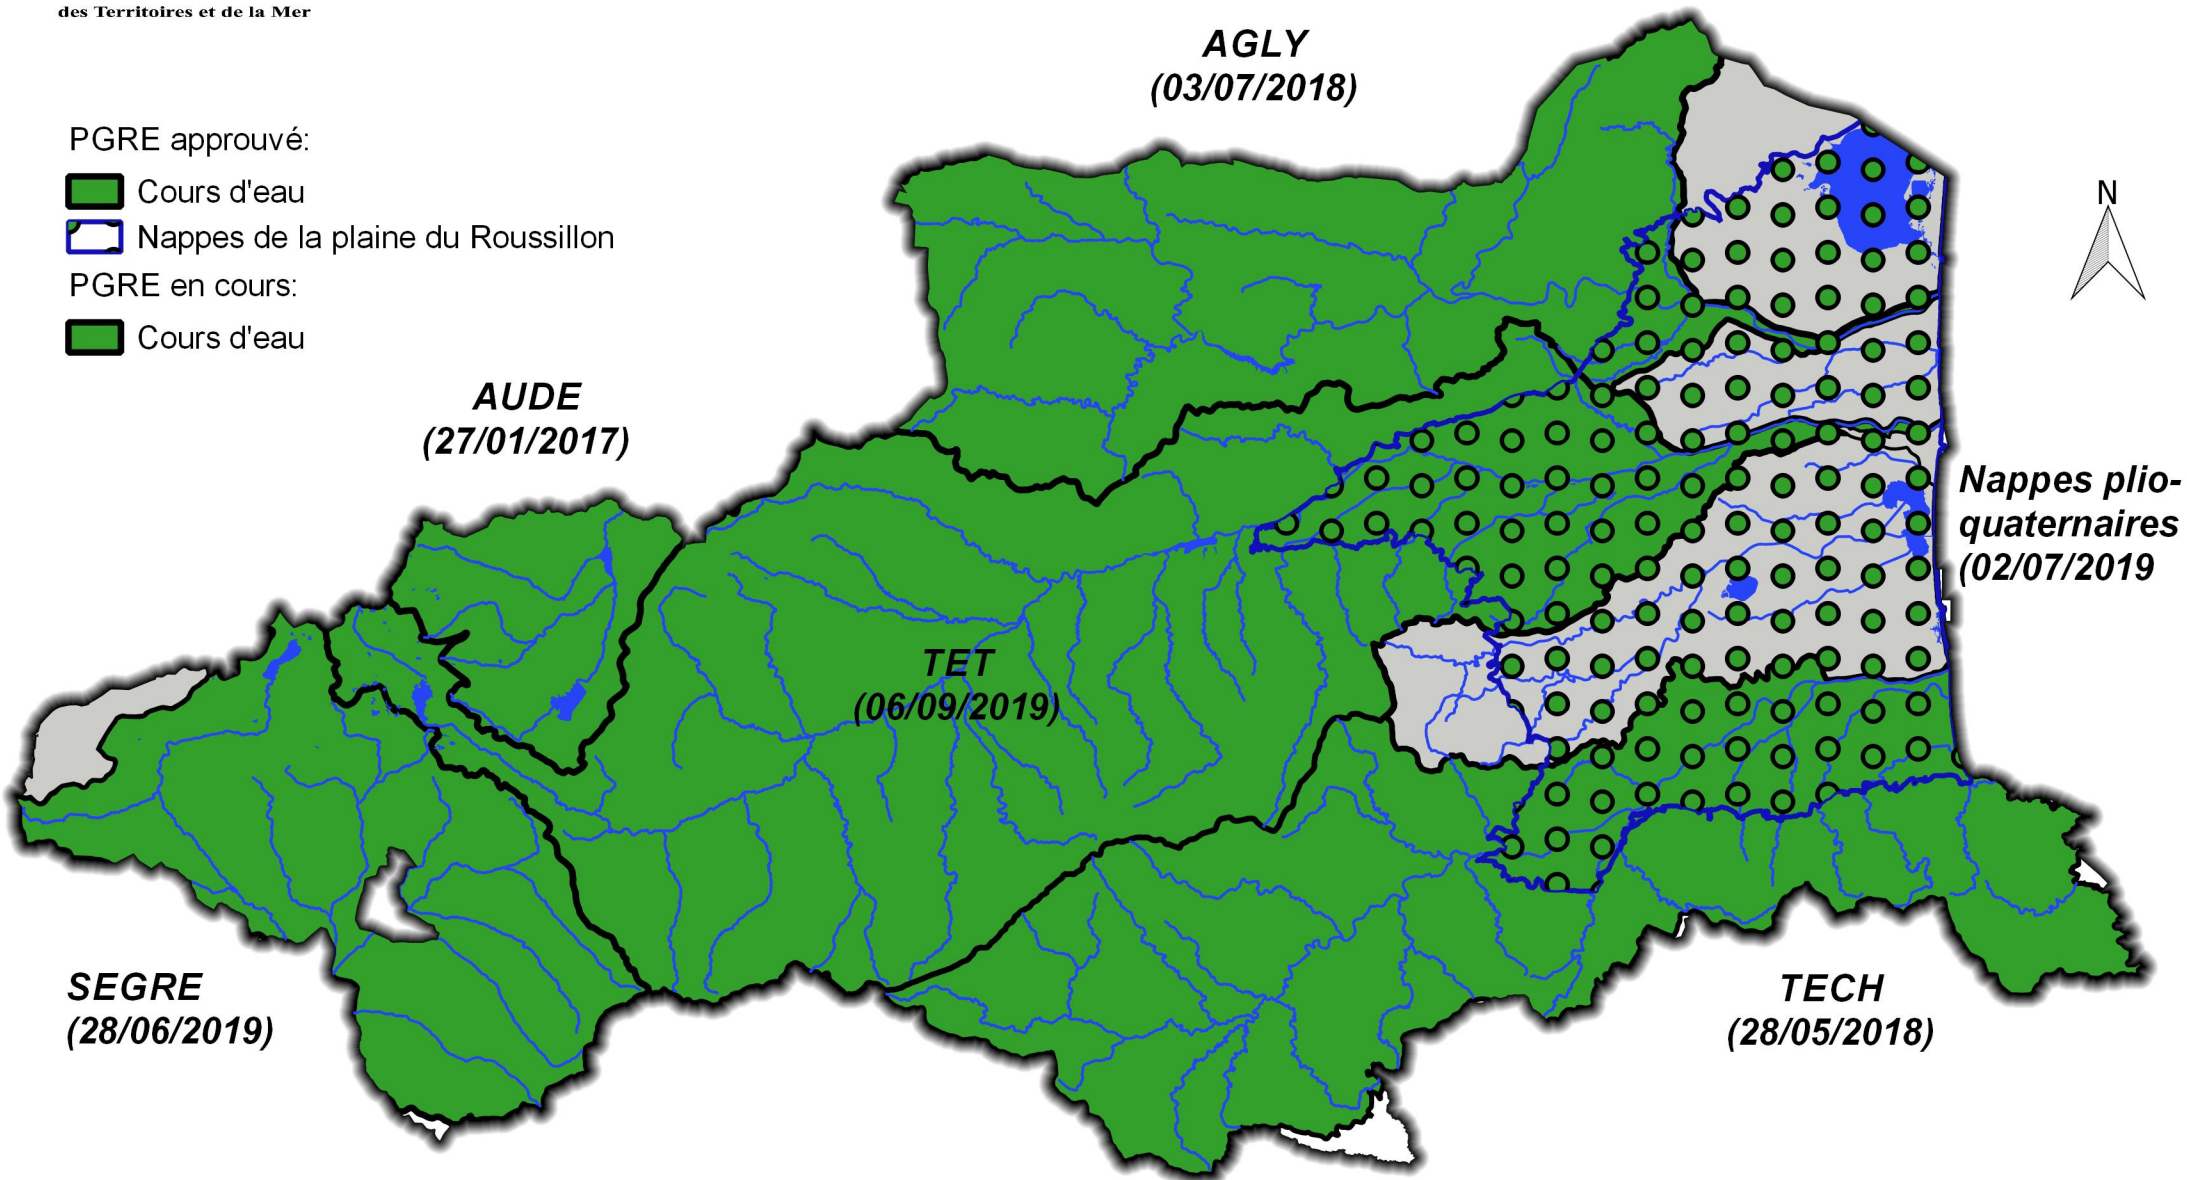 des Territoires et de la Mer
AGLY
(03/07/2018)
PGRE approuvé:
Cours d'eau
Nappes de la plaine du Roussillon
PGRE en cours:
Cours d'eau
N
AUDE
(27/01/2017)
Nappes plio-
quaternaires
(02/07/2019
TET
(06/09/2019)
SEGRE
(28/06/2019)
TECH
(28/05/2018)